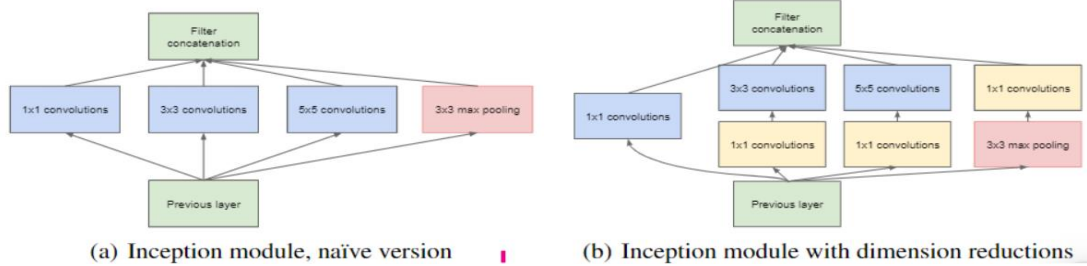 Filter
concatenation
1x1 convolutions
3x3 convolutions
5x5 convolutions
3x3 max pooling
Previous layer
(a) Inception module, naïve version
Filter
concatenation
3x3 convolutions
5x5 convolutions
1x1 convolutions
1x1 convolutions
1x1 convolutions
1x1 convolutions
3x3 max pooling
Previous layer
(b) Inception module with dimension reductions